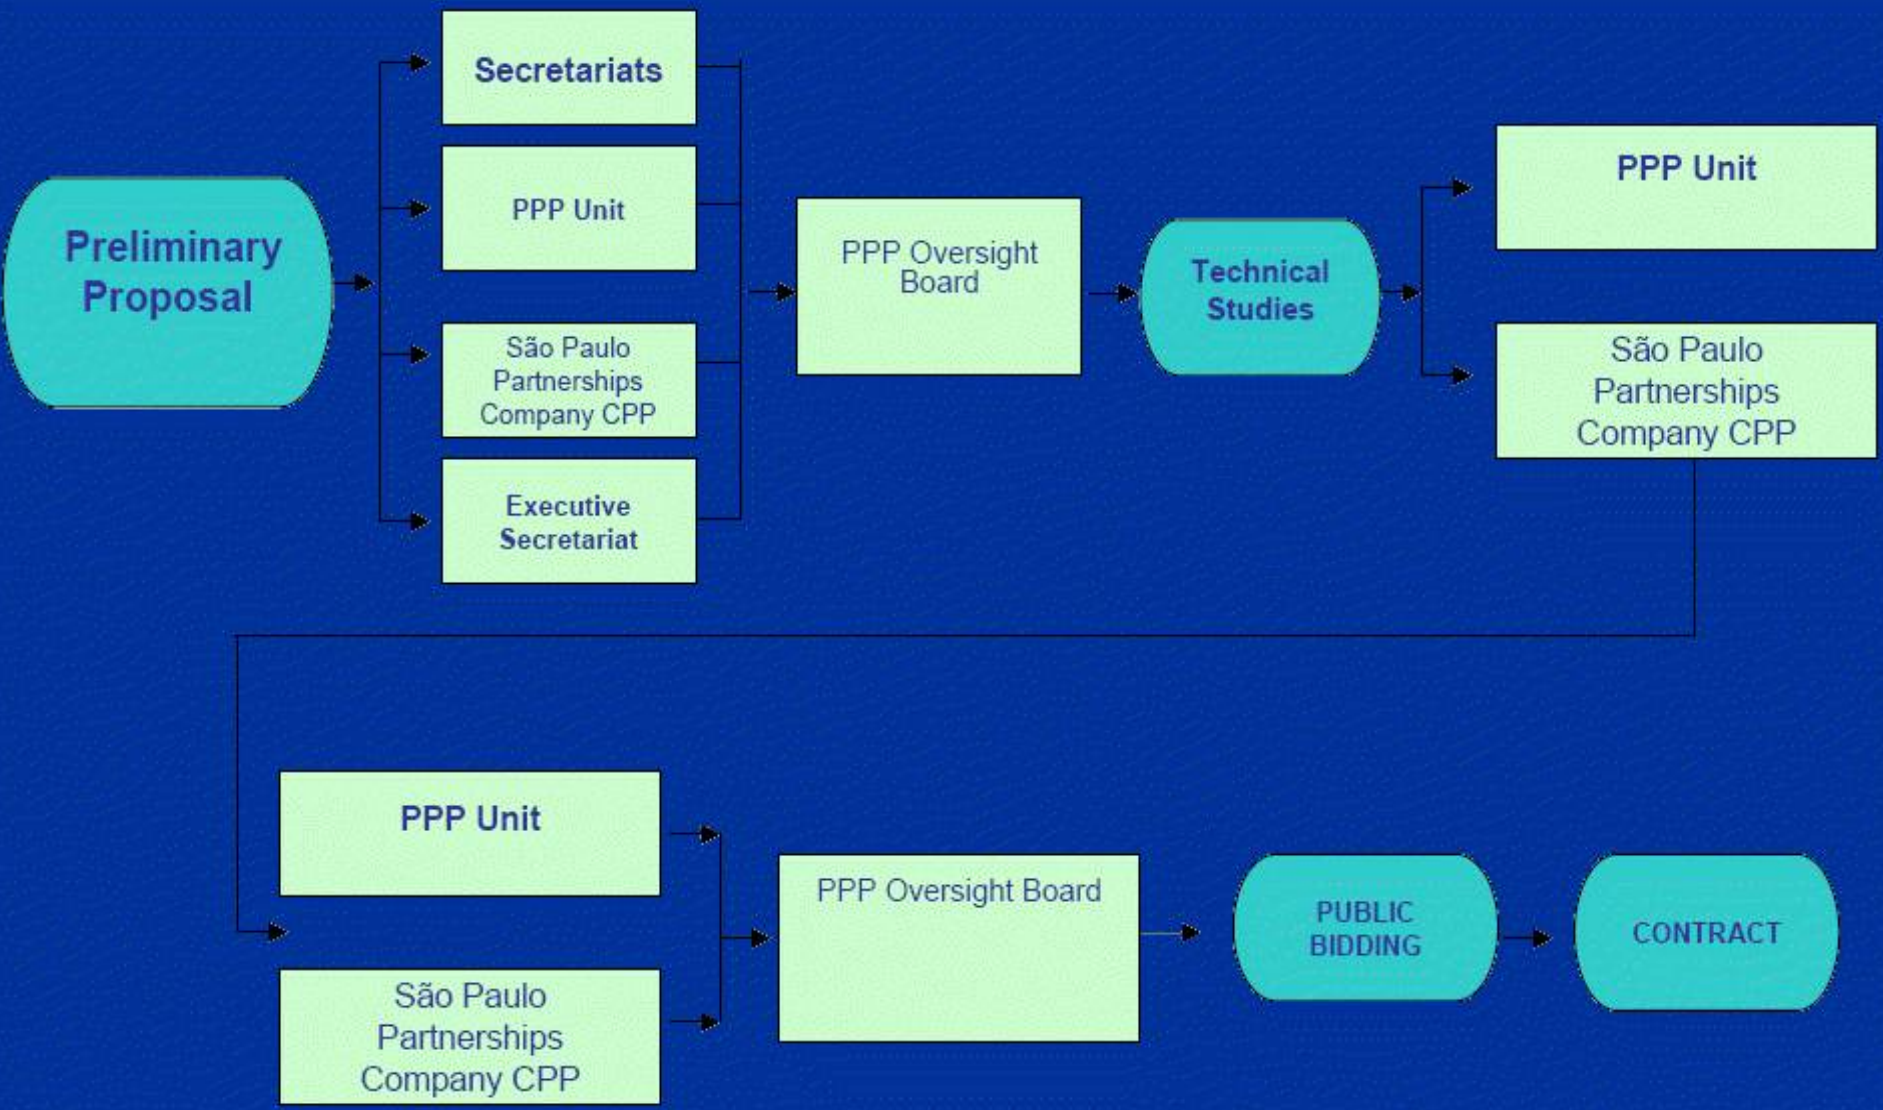 Preliminary
Proposal
Secretariats
PPP Unit
São Paulo
Partnerships
Company CPP
Executive
Secretariat
PPP Oversight
Board
Technical
Studies
PPP Unit
São Paulo
Partnerships
Company CPP
PPP Unit
São Paulo
Partnerships
Company CPP
PPP Oversight Board
PUBLIC
BIDDING
CONTRACT